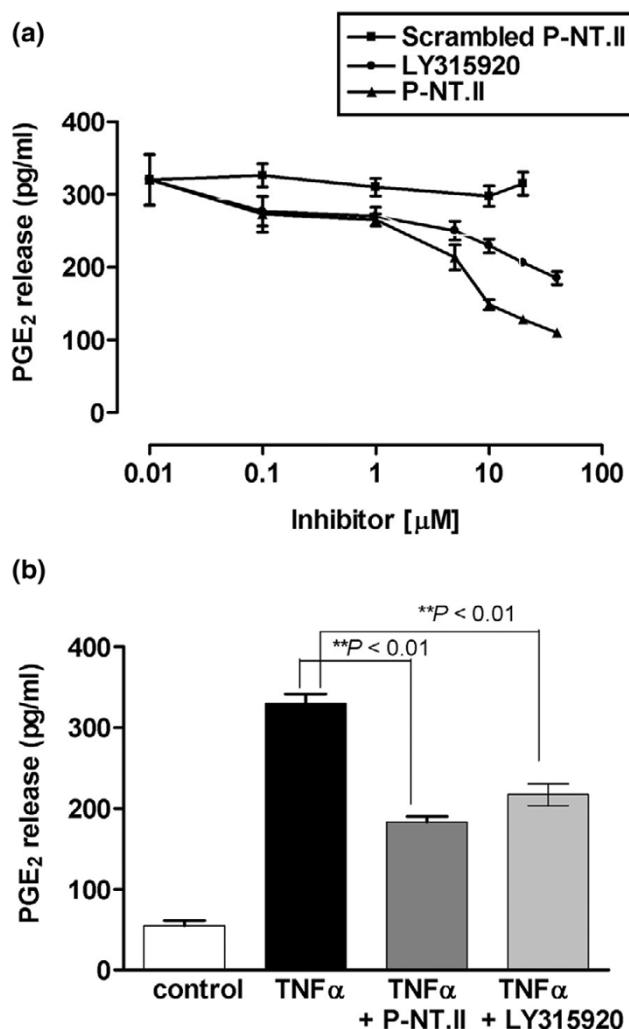 (a)
Scrambled P-NT.II
LY315920
P-NT.II
400
300
200
100
0
PGE₂ release (pg/ml)
0.01 0.1 1 10 100
Inhibitor [μM]
(b)
**P < 0.01
**P < 0.01
400
300
200
100
0
PGE₂ release (pg/ml)
control TNFα TNFα TNFα
+ P-NT.II + LY315920